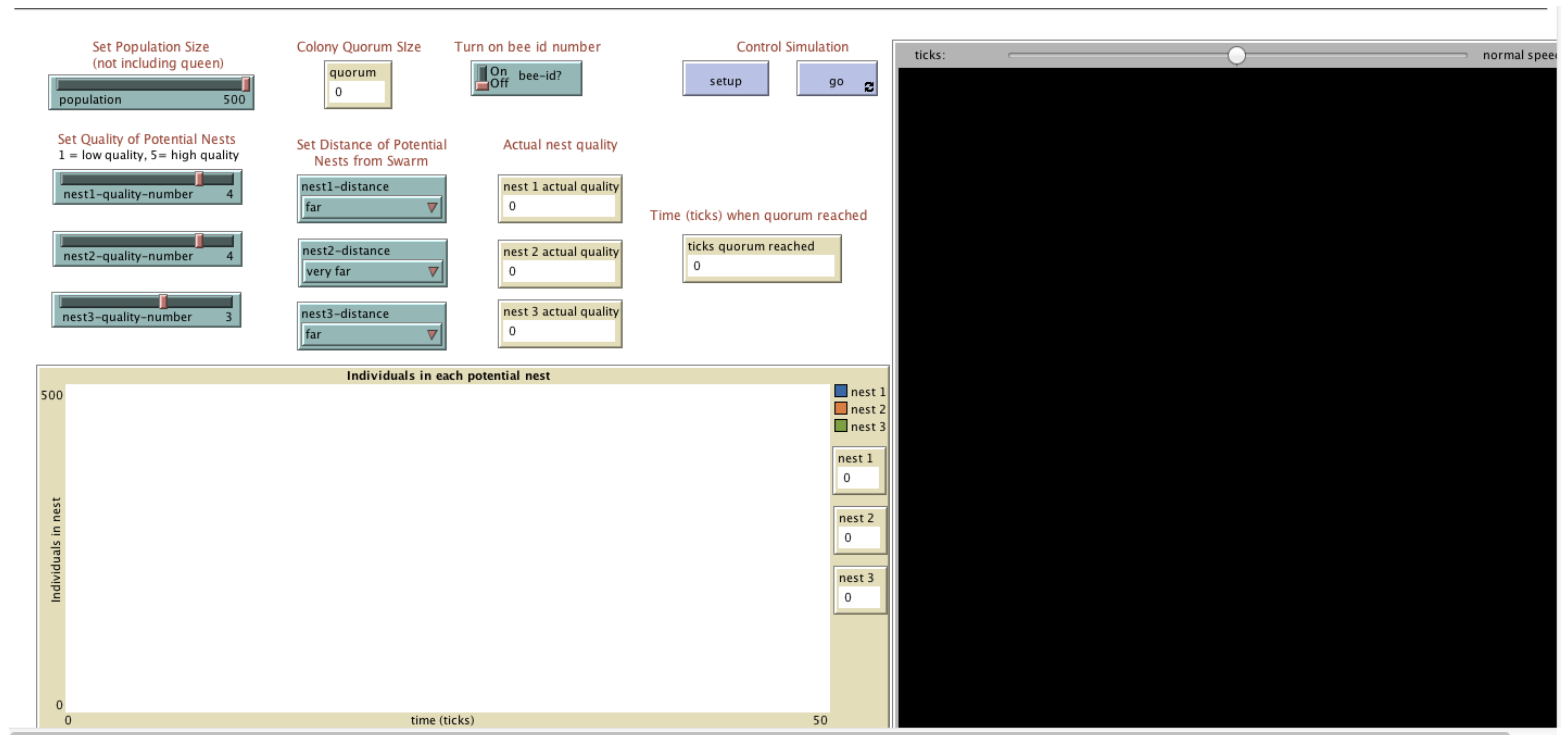 Set Population Size
(not including queen)
population 500
Colony Quorum SIze
quorum
0
Turn on bee id number
On
Off
bee-id?
Control Simulation
setup
go
ticks:
normal speed
Set Quality of Potential Nests
1 = low quality, 5= high quality
nest1-quality-number 4
nest2-quality-number 4
nest3-quality-number 3
Set Distance of Potential
Nests from Swarm
nest1-distance
far
nest2-distance
very far
nest3-distance
far
Actual nest quality
nest 1 actual quality
0
nest 2 actual quality
0
nest 3 actual quality
0
Time (ticks) when quorum reached
ticks quorum reached
0
Individuals in each potential nest
500
Individuals in nest
0
0
time (ticks)
50
nest 1
nest 2
nest 3
nest 1
0
nest 2
0
nest 3
0